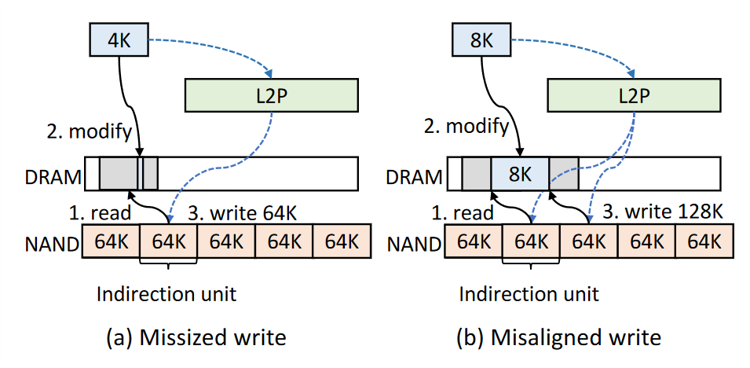 4K
L2P
2. modify
DRAM
1. read
3. write 64K
NAND
64K
64K
64K
64K
64K
Indirection unit
(a) Missized write
8K
L2P
2. modify
DRAM
8K
1. read
3. write 128K
NAND
64K
64K
64K
64K
64K
Indirection unit
(b) Misaligned write